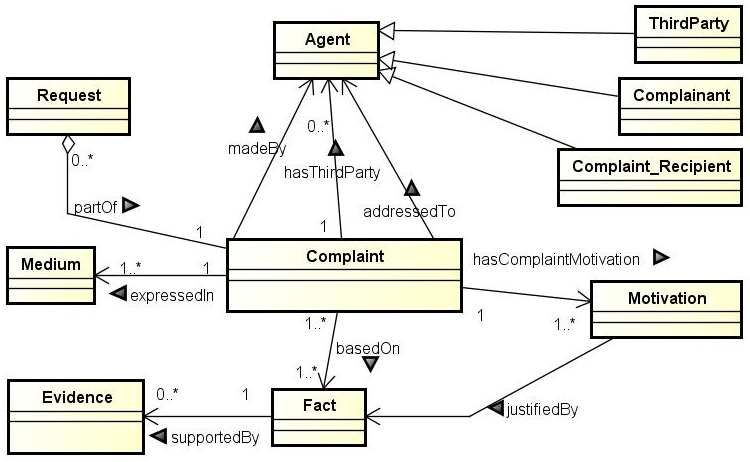 ThirdParty
Agent
Request
Complainant
0..*
madeBy
0..*
Complaint_Recipient
hasThirdParty
partOf
addressedTo
1
1
Complaint
hasComplaintMotivation
Medium
1..*
1
expressedIn
Motivation
1
1..*
1..*
basedOn
1..*
Evidence
0..*
1
Fact
justifiedBy
supportedBy